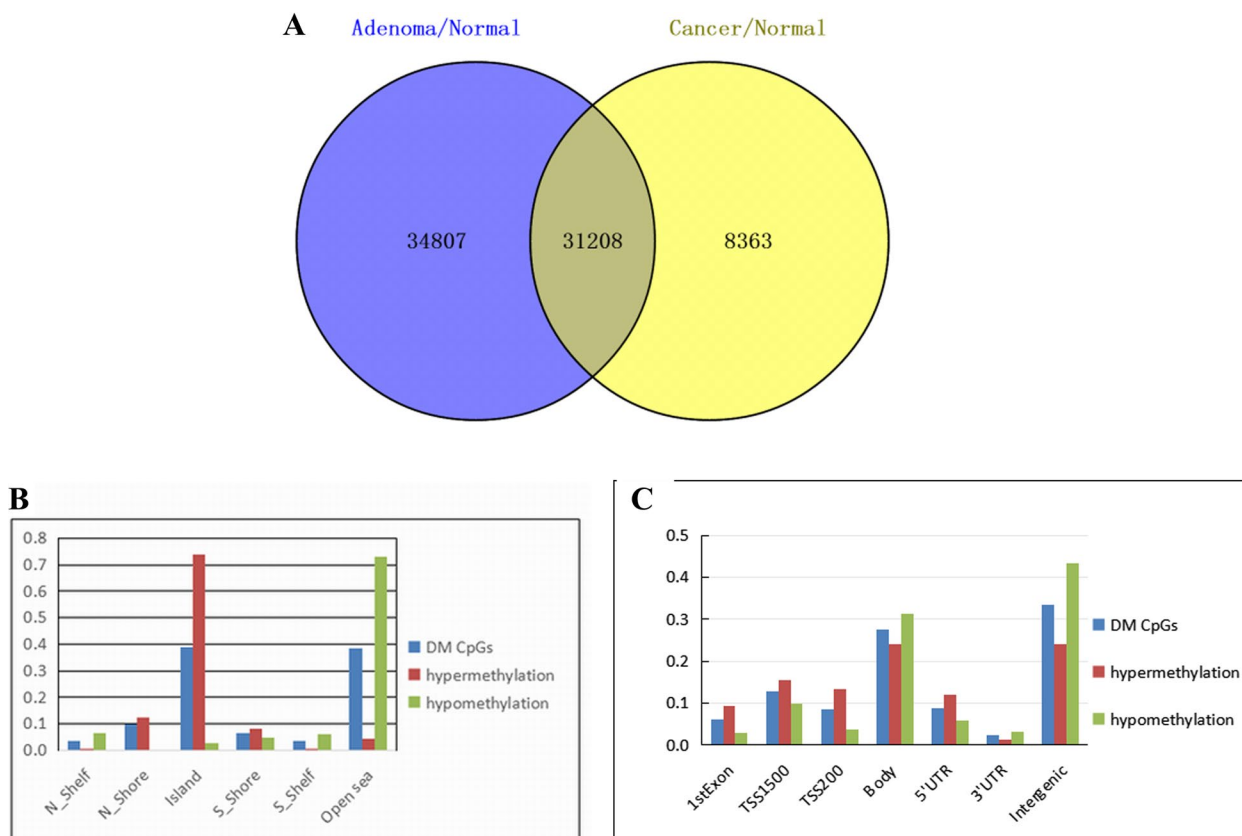 A
Adenoma/Normal
Cancer/Normal
34807
31208
8363
B
0.8
0.7
0.6
0.5
0.4
0.3
0.2
0.1
0.0
N_Shelf
N_Shore
Island
S_Shore
S_Shelf
Open sea
DM CpGs
hypermethylation
hypomethylation
C
0.5
0.4
0.3
0.2
0.1
0.0
1stExon
TSS1500
TSS200
Body
5'UTR
3'UTR
Intergenic
DM CpGs
hypermethylation
hypomethylation